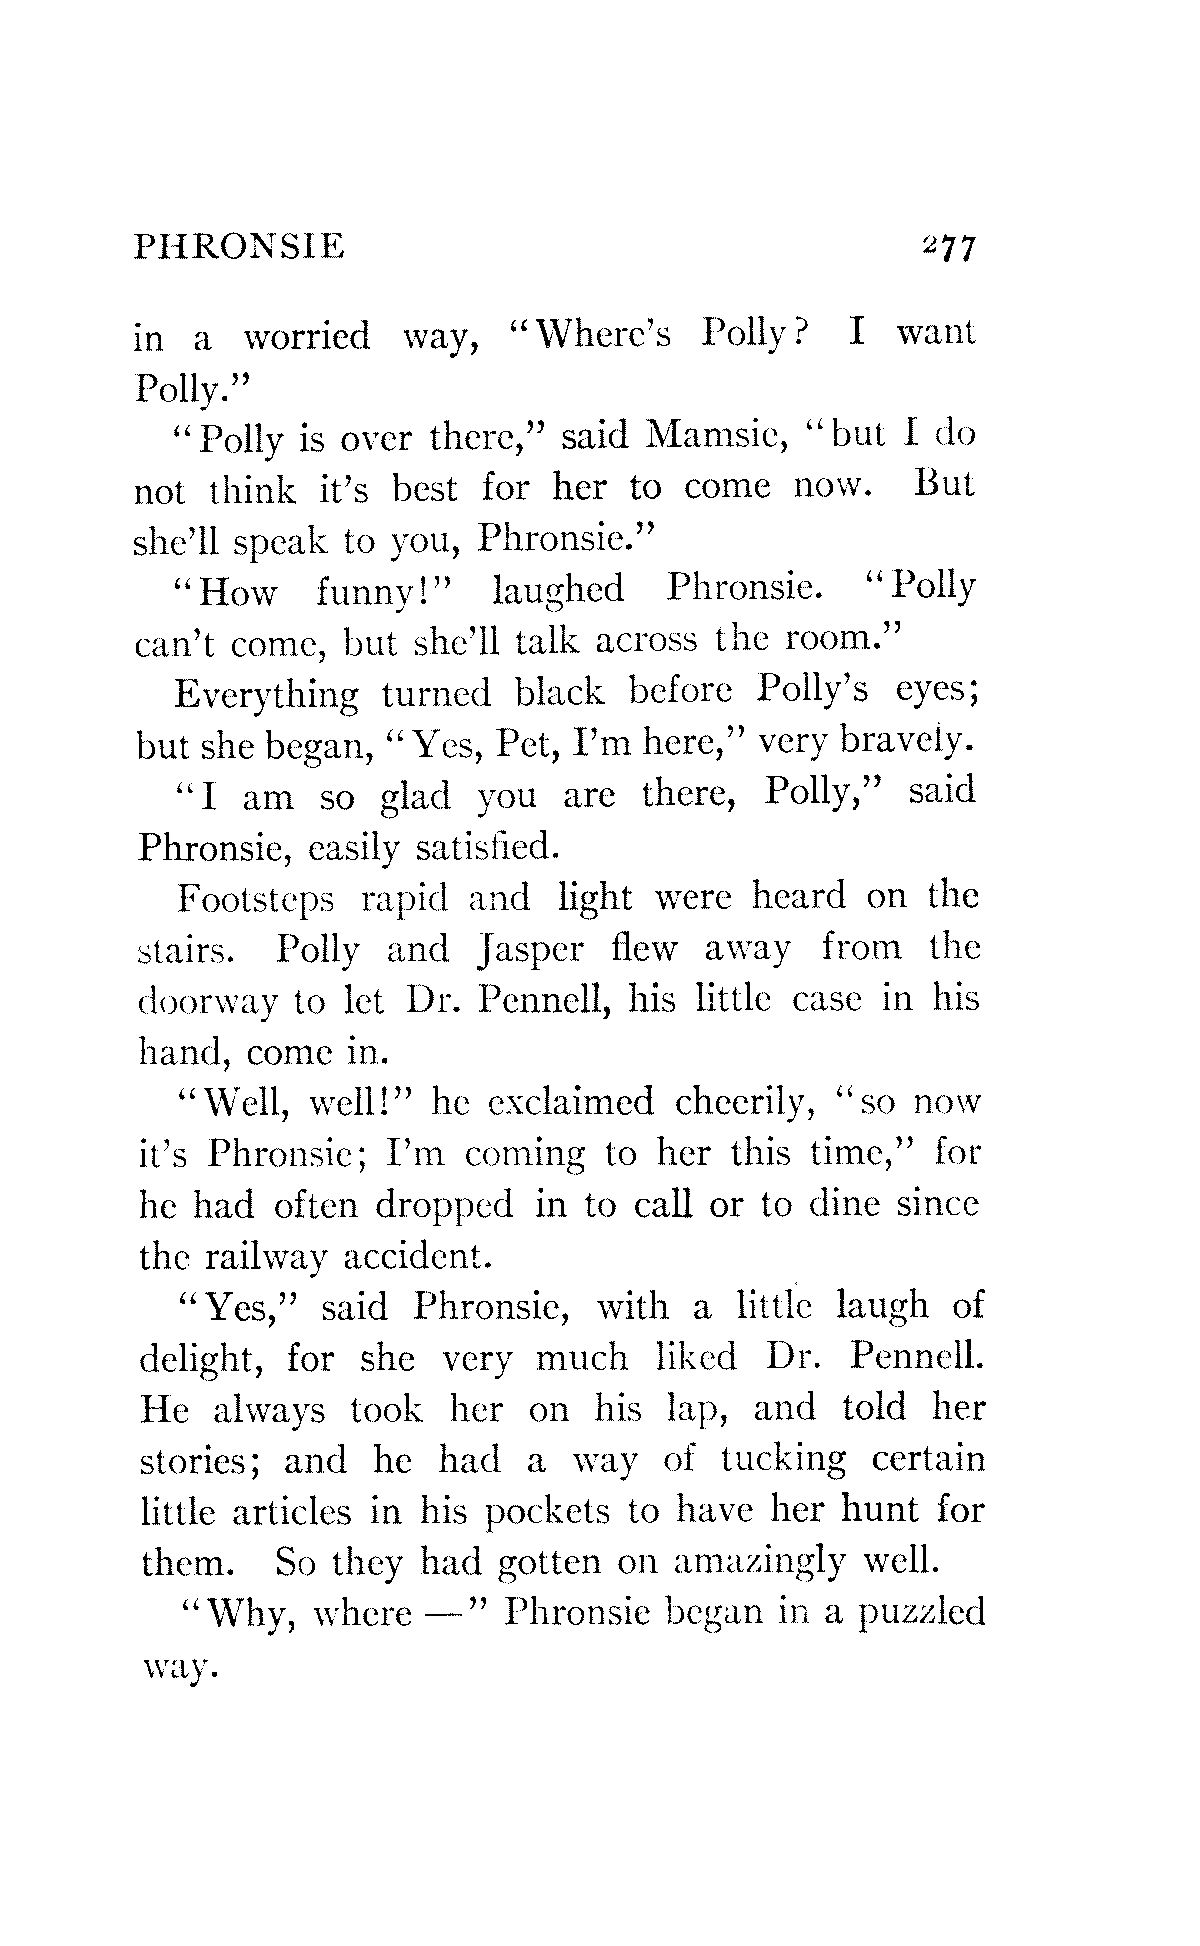 PHRONSIE 277
in a worried way, "Where's Polly? I want
Polly."
"Polly is over there," said Mamsie, "but I do
not think it's best for her to come now. But
she'll speak to you, Phronsie."
"How funny!" laughed Phronsie. "Polly
can't come, but she'll talk across the room."
Everything turned black before Polly's eyes;
but she began, "Yes, Pet, I'm here," very bravely.
"I am so glad you are there, Polly," said
Phronsie, easily satisfied.
Footsteps rapid and light were heard on the
stairs. Polly and Jasper flew away from the
doorway to let Dr. Pennell, his little case in his
hand, come in.
"Well, well!" he exclaimed cheerily, "so now
it's Phronsie; I'm coming to her this time," for
he had often dropped in to call or to dine since
the railway accident.
"Yes," said Phronsie, with a little laugh of
delight, for she very much liked Dr. Pennell.
He always took her on his lap, and told her
stories; and he had a way of tucking certain
little articles in his pockets to have her hunt for
them. So they had gotten on amazingly well.
"Why, where —" Phronsie began in a puzzled
way.